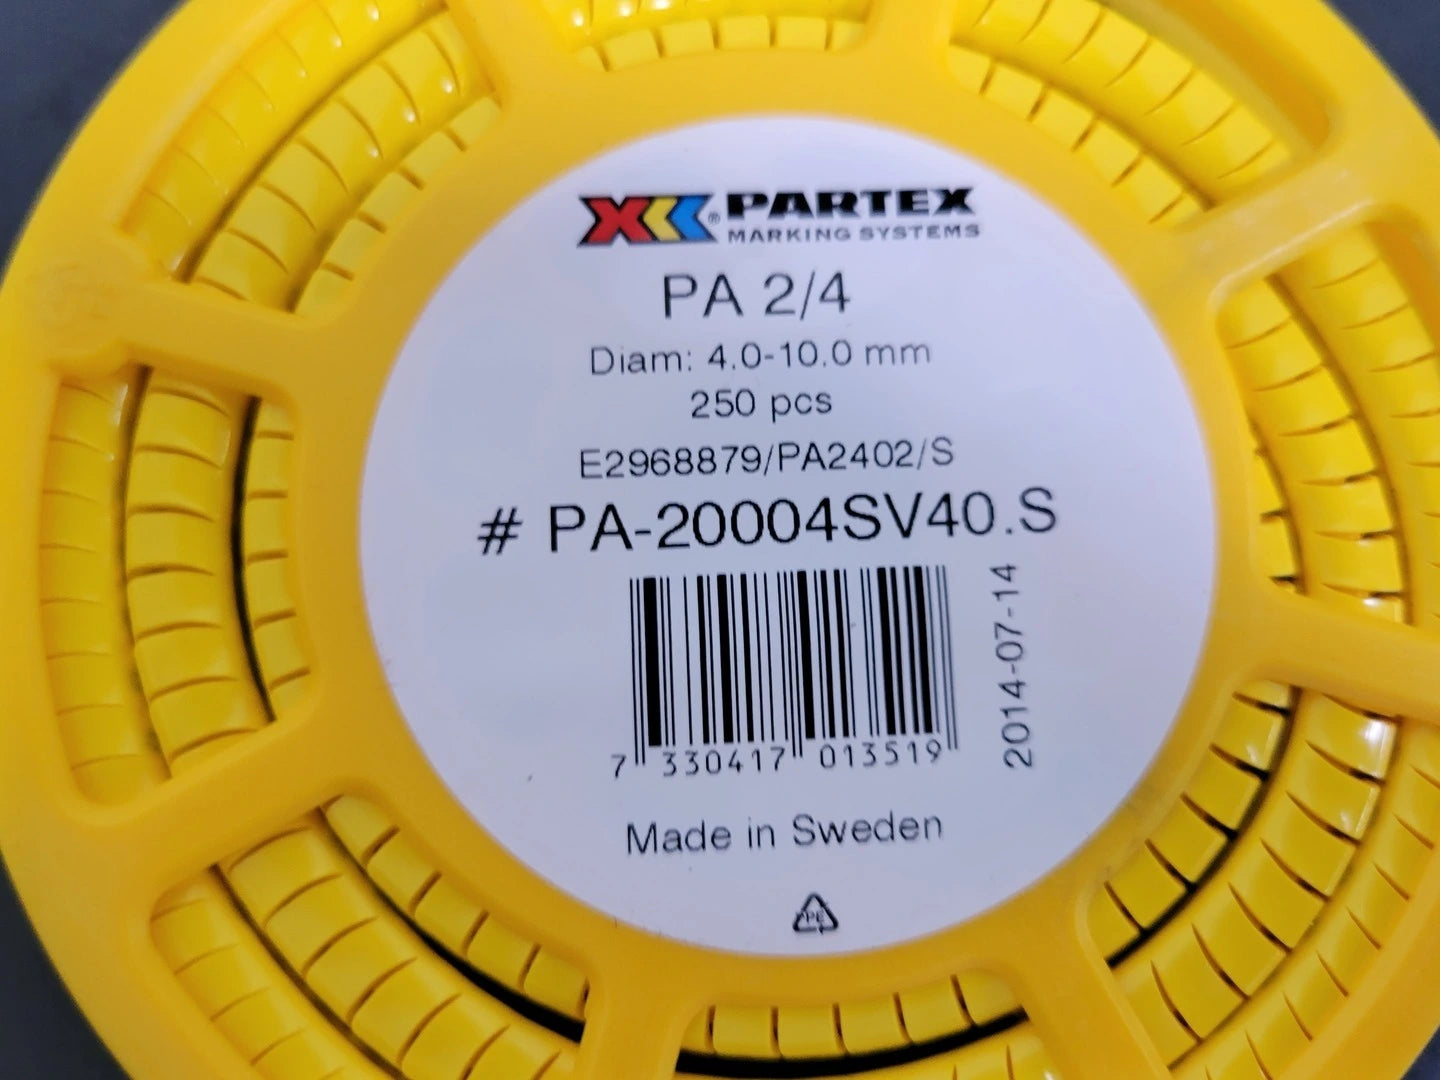 PARTEX
MARKING SYSTEMS
PA 2/4
Diam: 4.0-10.0 mm
250 pcs
E2968879/PA2402/S
# PA-20004SV40.S
7 330417 013519
2014-07-14
Made in Sweden
PE